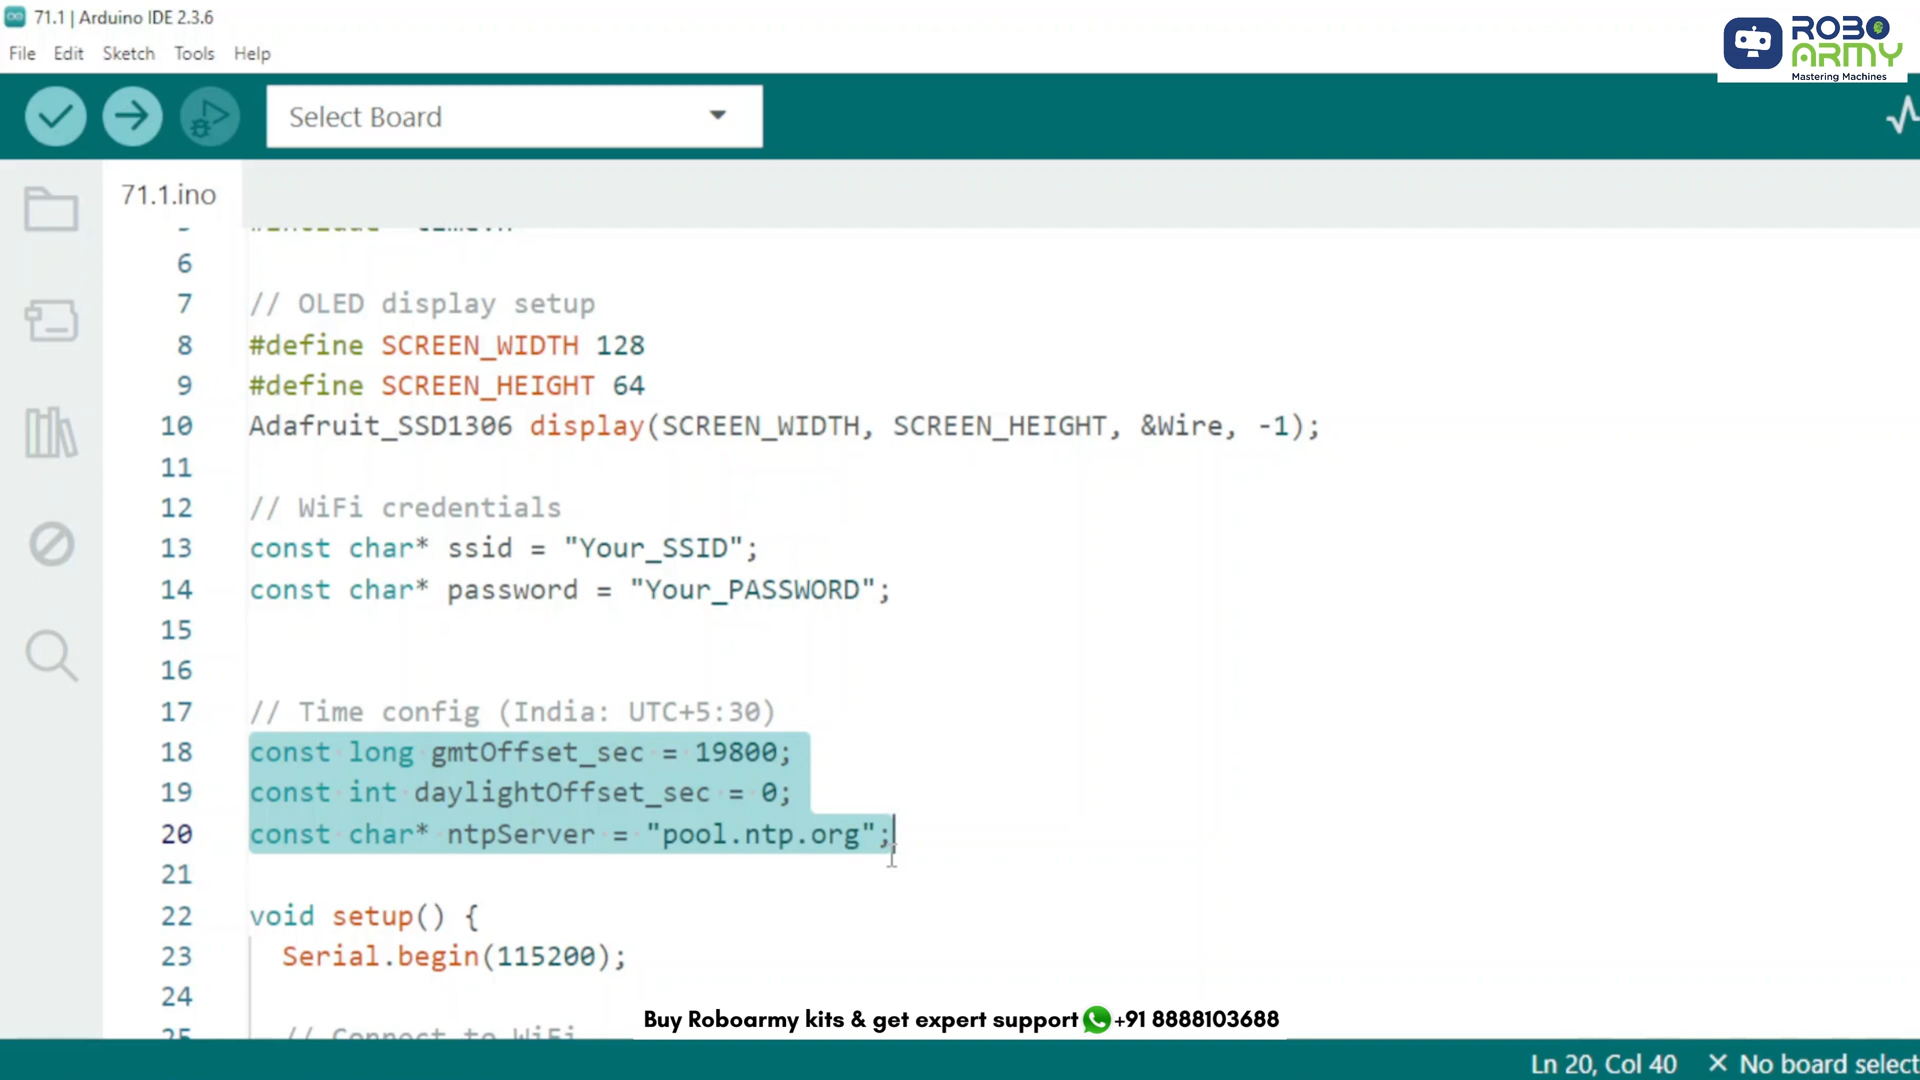 71.1 | Arduino IDE 2.3.6
File Edit Sketch Tools Help
ROBO
ARMY
Mastering Machines
Select Board
71.1.ino
6
7 // OLED display setup
8 #define SCREEN_WIDTH 128
9 #define SCREEN_HEIGHT 64
10 Adafruit_SSD1306 display(SCREEN_WIDTH, SCREEN_HEIGHT, &Wire, -1);
11
12 // WiFi credentials
13 const char* ssid = "Your_SSID";
14 const char* password = "Your_PASSWORD";
15
16
17 // Time config (India: UTC+5:30)
18 const long gmtOffset_sec = 19800;
19 const int daylightOffset_sec = 0;
20 const char* ntpServer = "pool.ntp.org";
21
22 void setup() {
23 Serial.begin(115200);
24
25 // Connect to WiFi
Buy Roboarmy kits & get expert support +91 8888103688
Ln 20, Col 40 × No board select